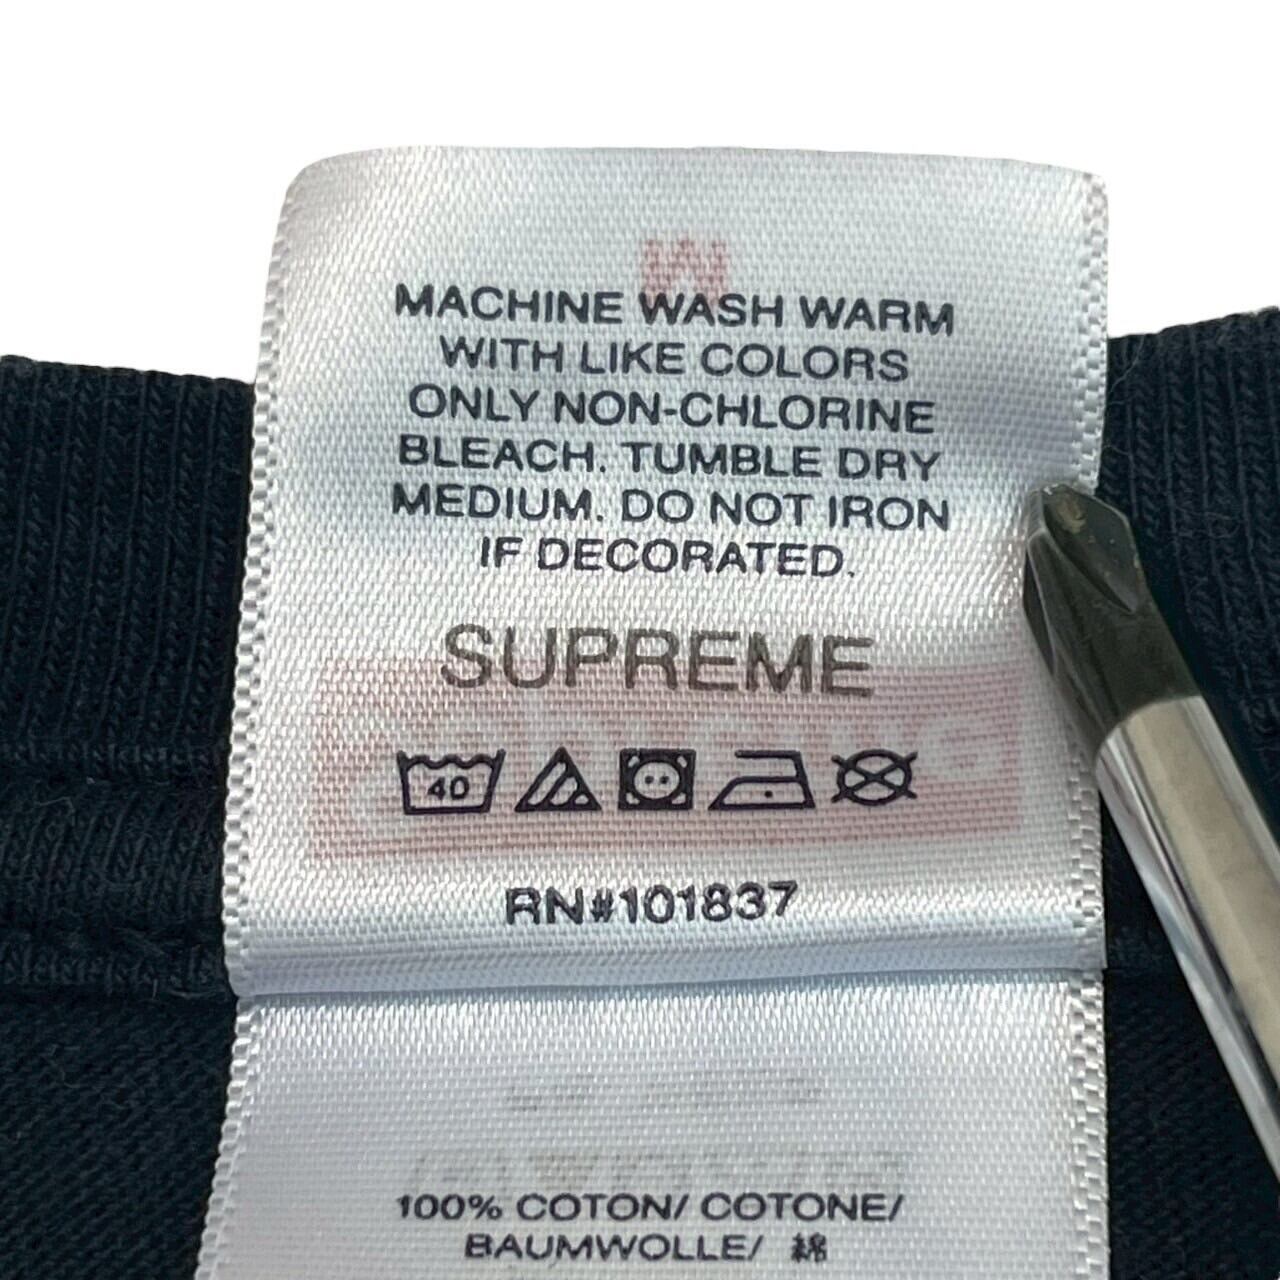 M
MACHINE WASH WARM
WITH LIKE COLORS
ONLY NON-CHLORINE
BLEACH. TUMBLE DRY
MEDIUM. DO NOT IRON
IF DECORATED.
SUPREME
40
RN#101837
100% COTON/ COTONE/
BAUMWOLLE/ 綿